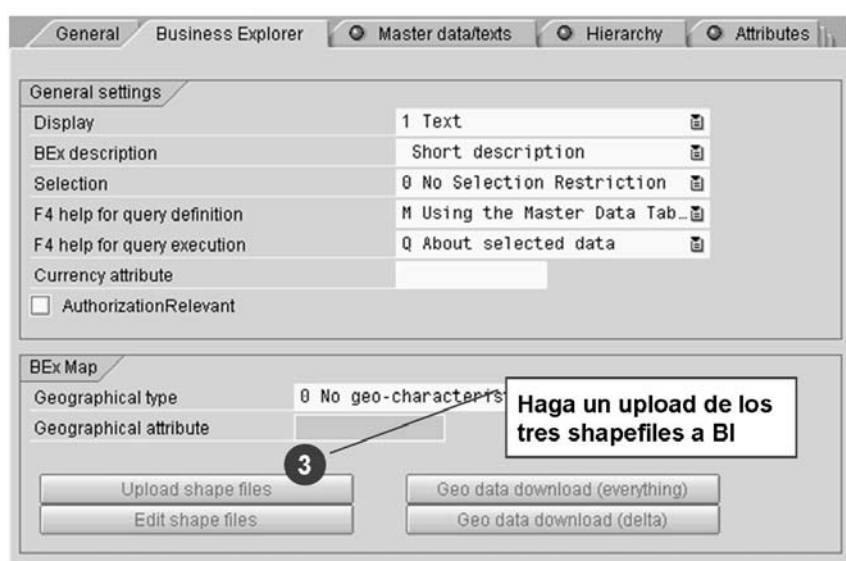 General Business Explorer Master data/texts Hierarchy Attributes
General settings
Display 1 Text
BEx description Short description
Selection 0 No Selection Restriction
F4 help for query definition M Using the Master Data Tab…
F4 help for query execution Q About selected data
Currency attribute
AuthorizationRelevant
BEx Map
Geographical type 0 No geo-characterist
Geographical attribute
Haga un upload de los
tres shapefiles a BI
3
Upload shape files Geo data download (everything)
Edit shape files Geo data download (delta)